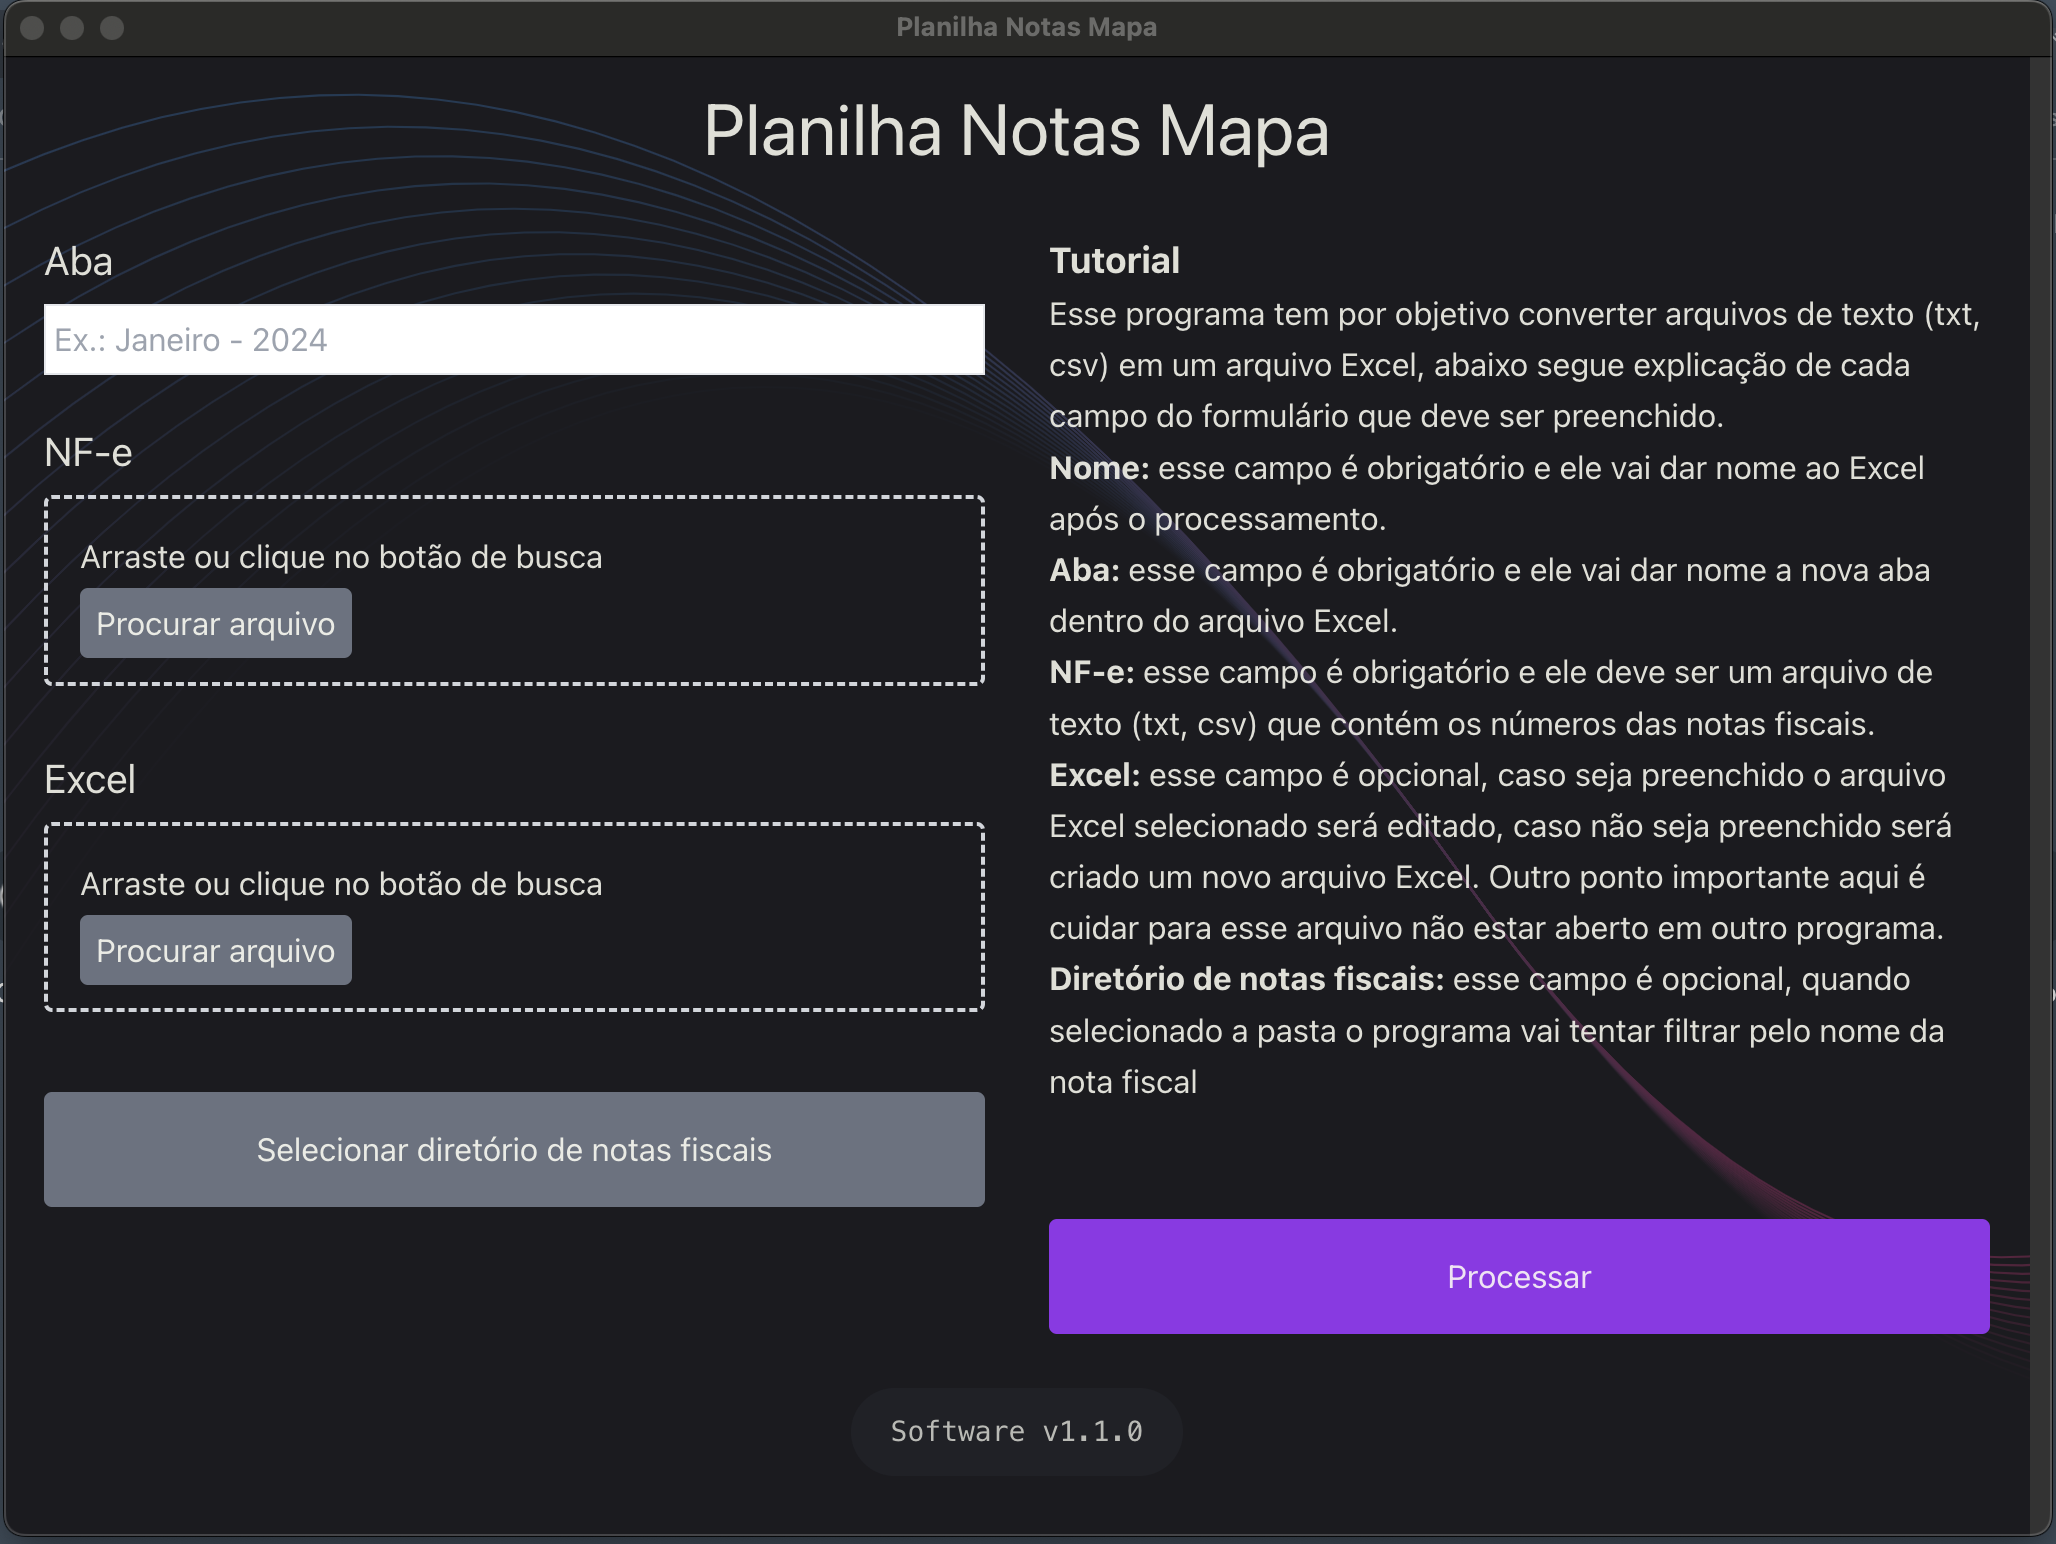 Planilha Notas Mapa
Planilha Notas Mapa
Aba
Ex.: Janeiro - 2024
NF-e
Arraste ou clique no botão de busca
Procurar arquivo
Excel
Arraste ou clique no botão de busca
Procurar arquivo
Selecionar diretório de notas fiscais
Tutorial
Esse programa tem por objetivo converter arquivos de texto (txt,
csv) em um arquivo Excel, abaixo segue explicação de cada
campo do formulário que deve ser preenchido.
Nome: esse campo é obrigatório e ele vai dar nome ao Excel
após o processamento.
Aba: esse campo é obrigatório e ele vai dar nome a nova aba
dentro do arquivo Excel.
NF-e: esse campo é obrigatório e ele deve ser um arquivo de
texto (txt, csv) que contém os números das notas fiscais.
Excel: esse campo é opcional, caso seja preenchido o arquivo
Excel selecionado será editado, caso não seja preenchido será
criado um novo arquivo Excel. Outro ponto importante aqui é
cuidar para esse arquivo não estar aberto em outro programa.
Diretório de notas fiscais: esse campo é opcional, quando
selecionado a pasta o programa vai tentar filtrar pelo nome da
nota fiscal
Processar
Software v1.1.0